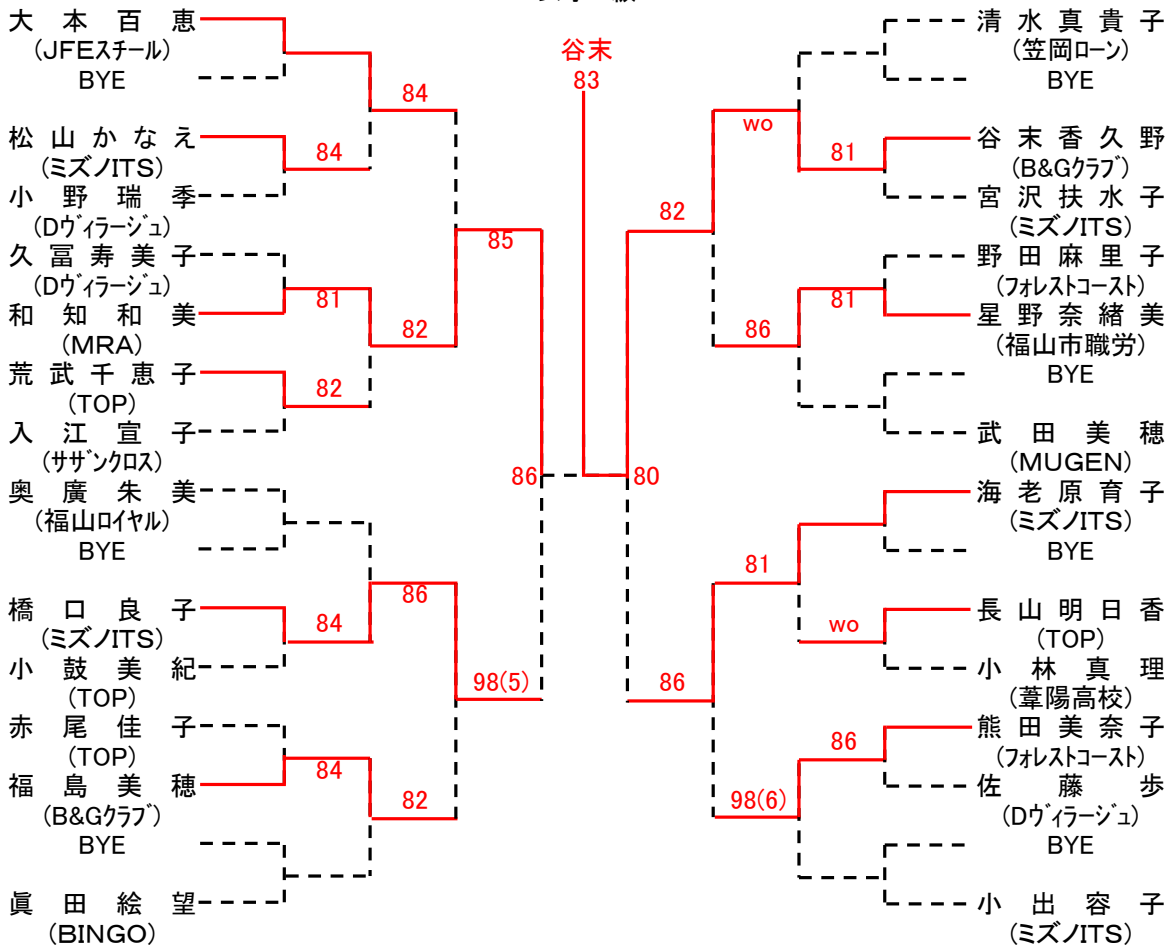 大本百恵
(JFEスチール)
BYE
84
松山かなえ
(ミズノITS)
84
小野瑞季
(Dヴィラージュ)
85
久冨寿美子
(Dヴィラージュ)
81
和知和美
(MRA)
82
荒武千恵子
(TOP)
82
入江宣子
(サザンクロス)
86
奥廣朱美
(福山ロイヤル)
BYE
86
橋口良子
(ミズノITS)
84
小鼓美紀
(TOP)
98(5)
赤尾佳子
(TOP)
84
福島美穂
(B&Gクラブ)
82
BYE
眞田絵望
(BINGO)
谷末
83
清水真貴子
(笠岡ローン)
BYE
wo
谷末香久野
(B&Gクラブ)
81
宮沢扶水子
(ミズノITS)
82
野田麻里子
(フォレストコースト)
81
星野奈緒美
(福山市職労)
86
BYE
武田美穂
(MUGEN)
80
海老原育子
(ミズノITS)
BYE
81
長山明日香
(TOP)
wo
小林真理
(葦陽高校)
86
熊田美奈子
(フォレストコースト)
86
佐藤歩
(Dヴィラージュ)
98(6)
BYE
小出容子
(ミズノITS)